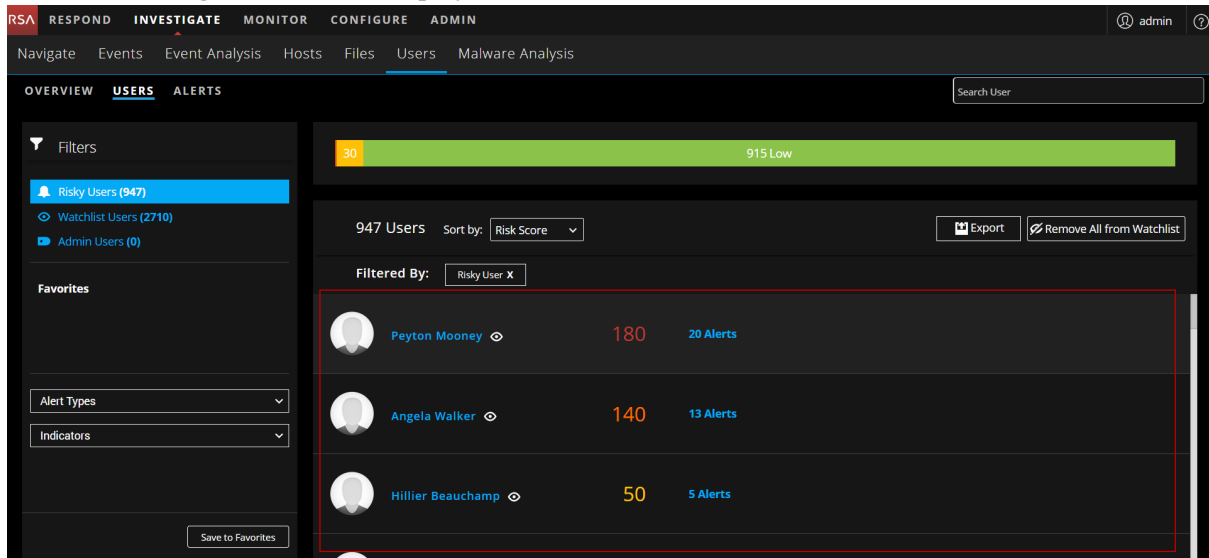 RSA RESPOND INVESTIGATE MONITOR CONFIGURE ADMIN admin ?
Navigate Events Event Analysis Hosts Files Users Malware Analysis
OVERVIEW USERS ALERTS Search User
Filters
Risky Users (947)
Watchlist Users (2710)
Admin Users (0)
Favorites
Alert Types
Indicators
Save to Favorites
30 915 Low
947 Users Sort by: Risk Score Export Remove All from Watchlist
Filtered By: Risky User X
Peyton Mooney 180 20 Alerts
Angela Walker 140 13 Alerts
Hillier Beauchamp 50 5 Alerts